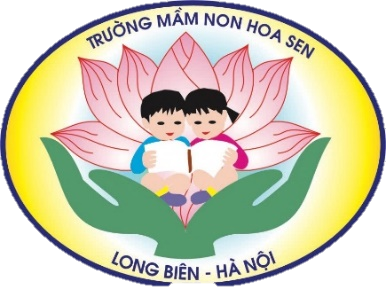 TRƯỜNG MẦM NON HOA SEN
LONG BIÊN - HÀ NỘI